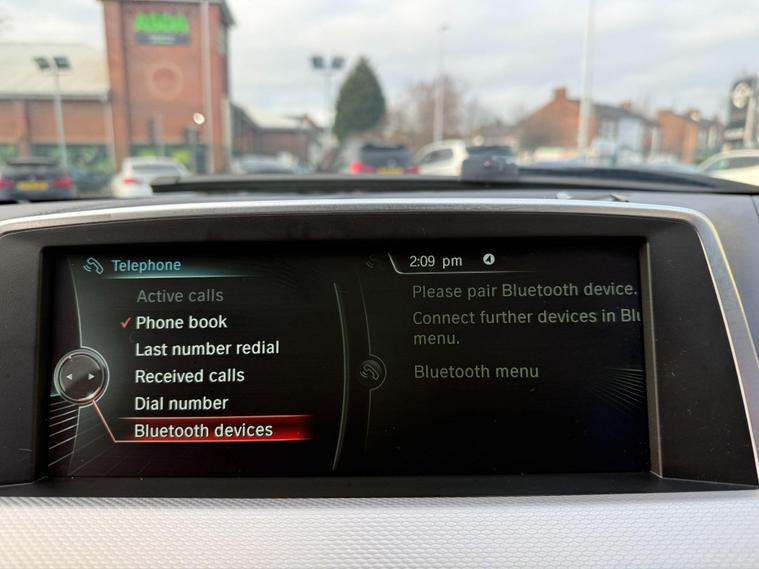 ASDA
Telephone
2:09 pm
Active calls
Phone book
Last number redial
Received calls
Dial number
Bluetooth devices
Please pair Bluetooth device.
Connect further devices in Blu
menu.
Bluetooth menu